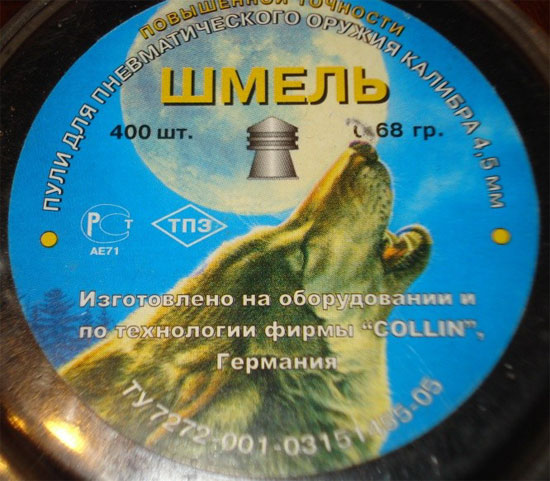 ПОВЫШЕННОЙ ТОЧНОСТИ
ПУЛИ ДЛЯ ПНЕВМАТИЧЕСКОГО ОРУЖИЯ КАЛИБРА 4,5 мм
ШМЕЛЬ
400 шт.
68 гр.
РСТ
АЕ71
ТПЗ
Изготовлено на оборудовании и
по технологии фирмы "COLLIN",
Германия